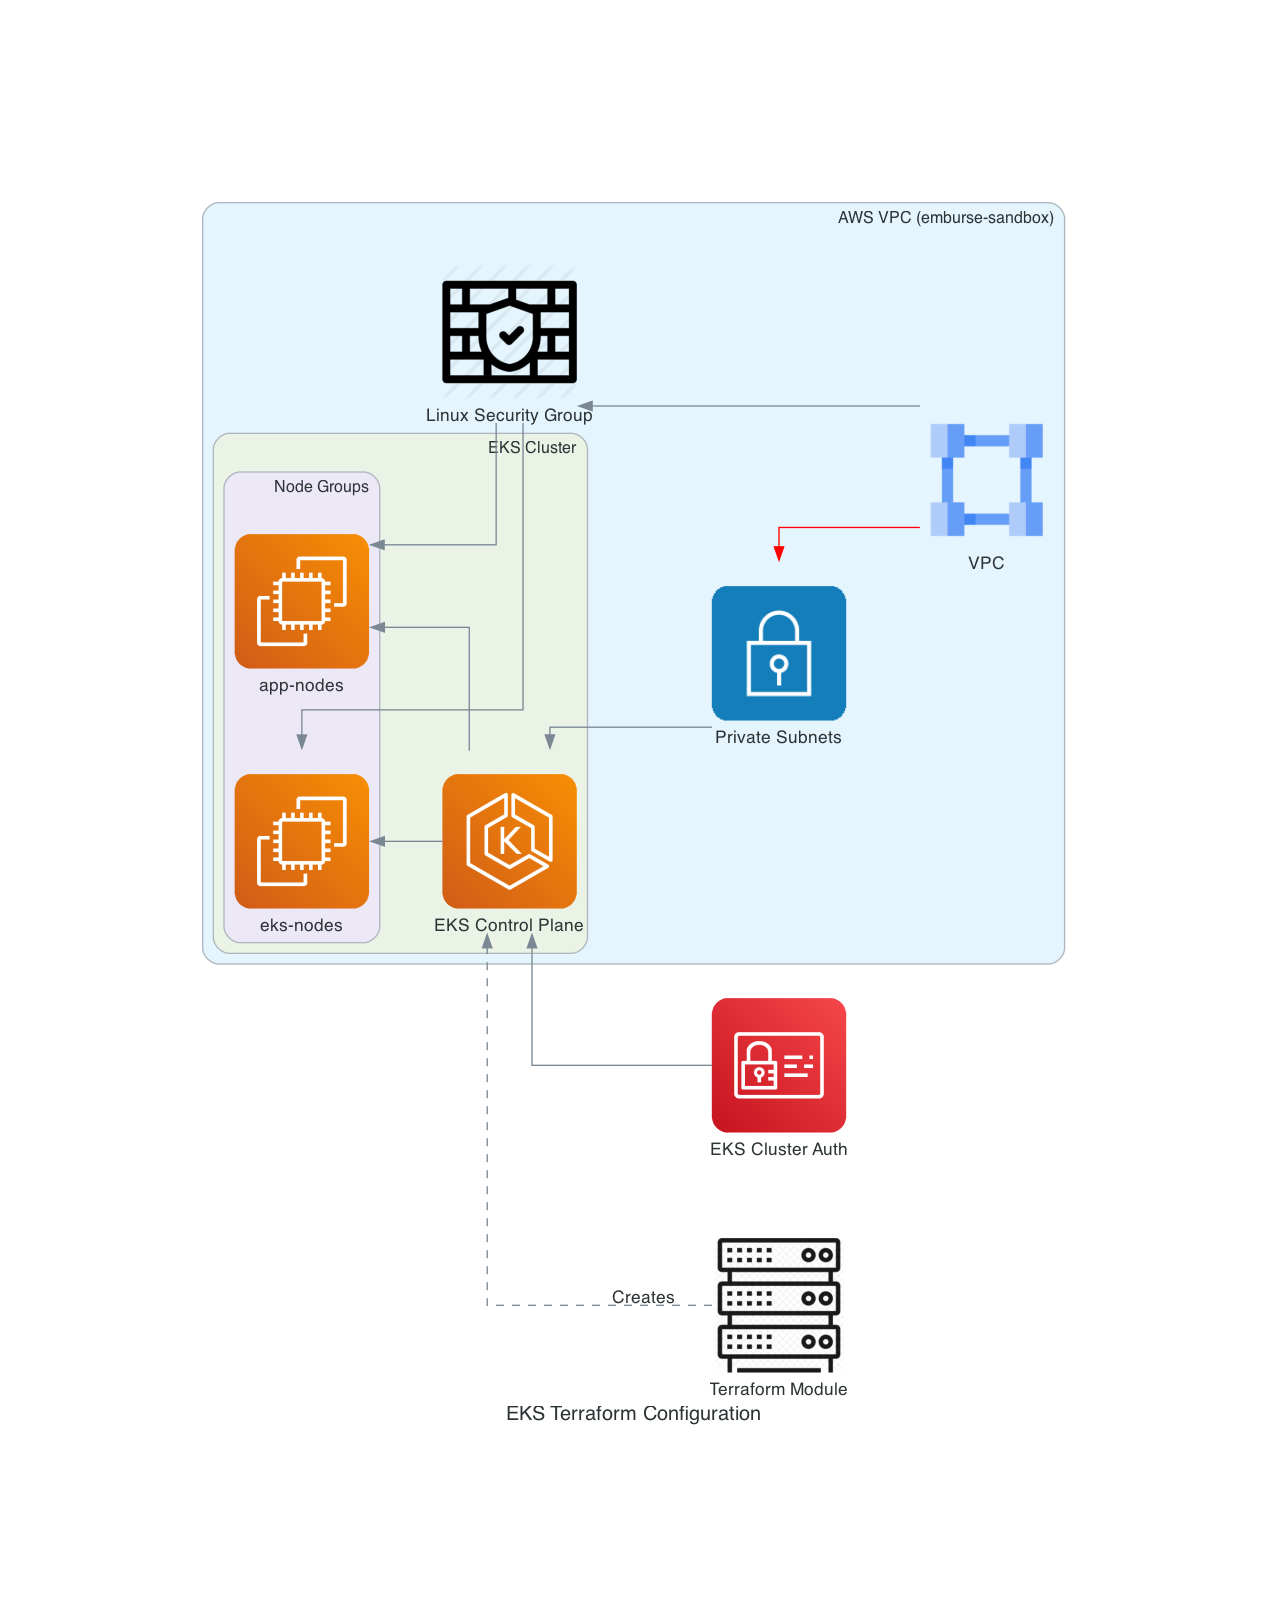 AWS VPC (emburse-sandbox)
Linux Security Group
EKS Cluster
Node Groups
VPC
app-nodes
Private Subnets
K
eks-nodes
EKS Control Plane
EKS Cluster Auth
Creates
Terraform Module
EKS Terraform Configuration